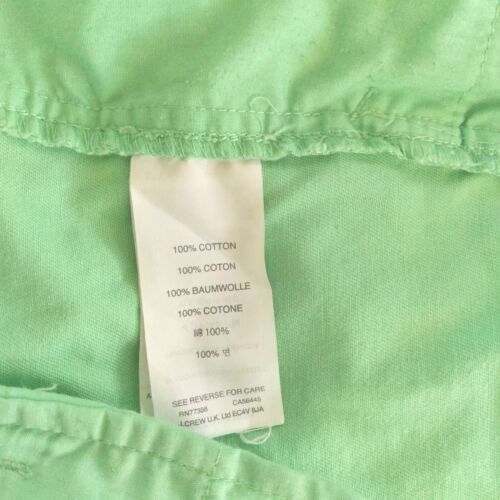 100% COTTON
100% COTON
100% BAUMWOLLE
100% COTONE
綿 100%
100% 면
SEE REVERSE FOR CARE
RN77388 CA56445
J.CREW U.K. Ltd EC4V 6JA